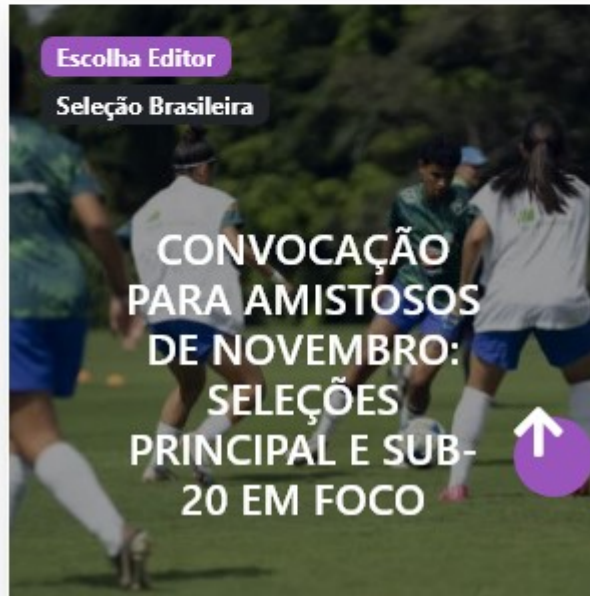 Escolha Editor
Seleção Brasileira
CONVOCAÇÃO
PARA AMISTOSOS
DE NOVEMBRO:
SELEÇÕES
PRINCIPAL E SUB-
20 EM FOCO